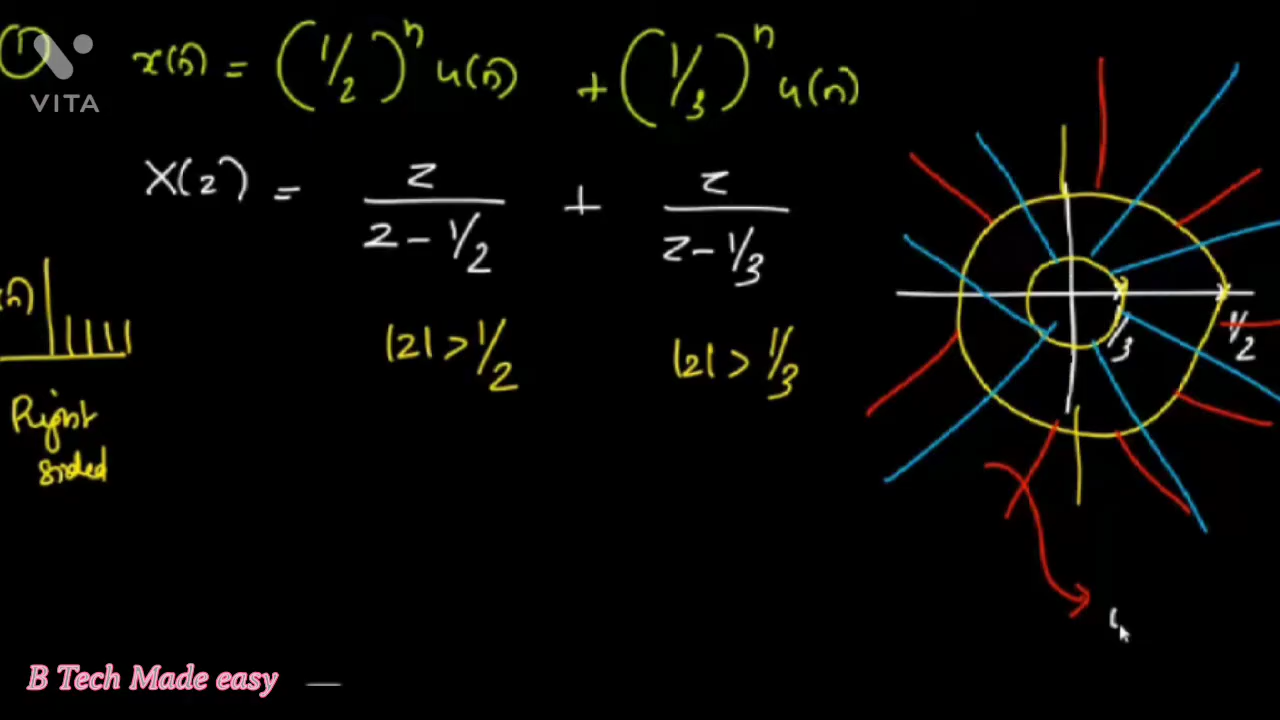 ①
VITA
x(n) = (1/2)^n u(n) + (1/3)^n u(n)
X(z) = z/(z - 1/2) + z/(z - 1/3)
(n)
|z| > 1/2 |z| > 1/3
1/3 1/2
Right
sided
B Tech Made easy